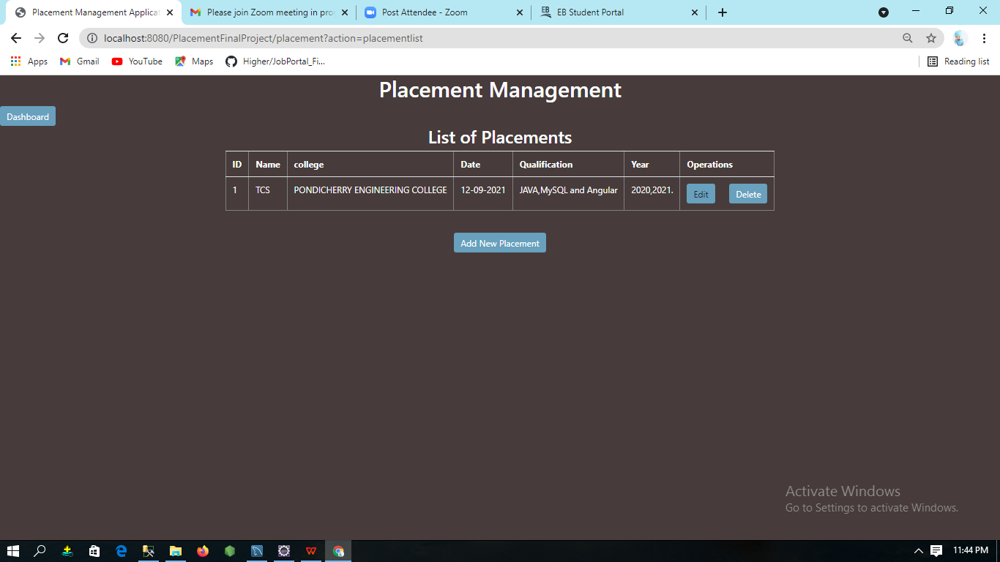 Placement Management Applicat
Please join Zoom meeting in pro
Post Attendee - Zoom
EB Student Portal
localhost:8080/PlacementFinalProject/placement?action=placementlist
Apps Gmail YouTube Maps Higher/JobPortal_Fi... Reading list
Placement Management
Dashboard
List of Placements
ID Name college Date Qualification Year Operations
1 TCS PONDICHERRY ENGINEERING COLLEGE 12-09-2021 JAVA,MySQL and Angular 2020,2021. Edit Delete
Add New Placement
Activate Windows
Go to Settings to activate Windows.
11:44 PM